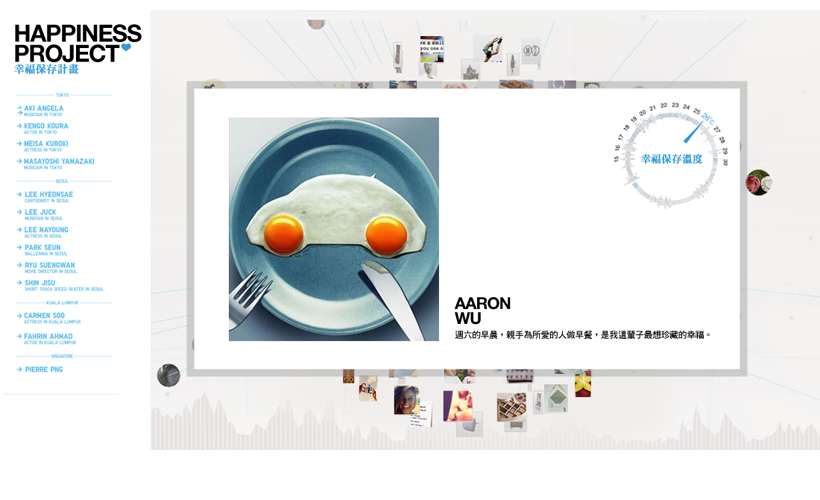 HAPPINESS
PROJECT
幸福保存計畫
TOKYO
AKI ANGELA
MUSICIAN IN TOKYO
KENGO KOURA
ACTOR IN TOKYO
MEISA KUROKI
ACTRESS IN TOKYO
MASAYOSHI YAMAZAKI
MUSICIAN IN TOKYO
SEOUL
LEE HYEONSAE
CARTOONIST IN SEOUL
LEE JUCK
MUSICIAN IN SEOUL
LEE NAYOUNG
ACTRESS IN SEOUL
PARK SEUN
BALLERINA IN SEOUL
RYU SUENGWAN
MOVIE DIRECTOR IN SEOUL
SHIN JISU
SHORT TRACK SPEED SKATER IN SEOUL
KUALA LUMPUR
CARMEN SOO
ACTRESS IN KUALA LUMPUR
FAHRIN AHMAD
ACTOR IN KUALA LUMPUR
SINGAPORE
PIERRE PNG
15 16 17 18 19 20 21 22 23 24 25 26°C 27 28 29 30
幸福保存溫度
AARON
WU
週六的早晨，親手為所愛的人做早餐，是我這輩子最想珍藏的幸福。